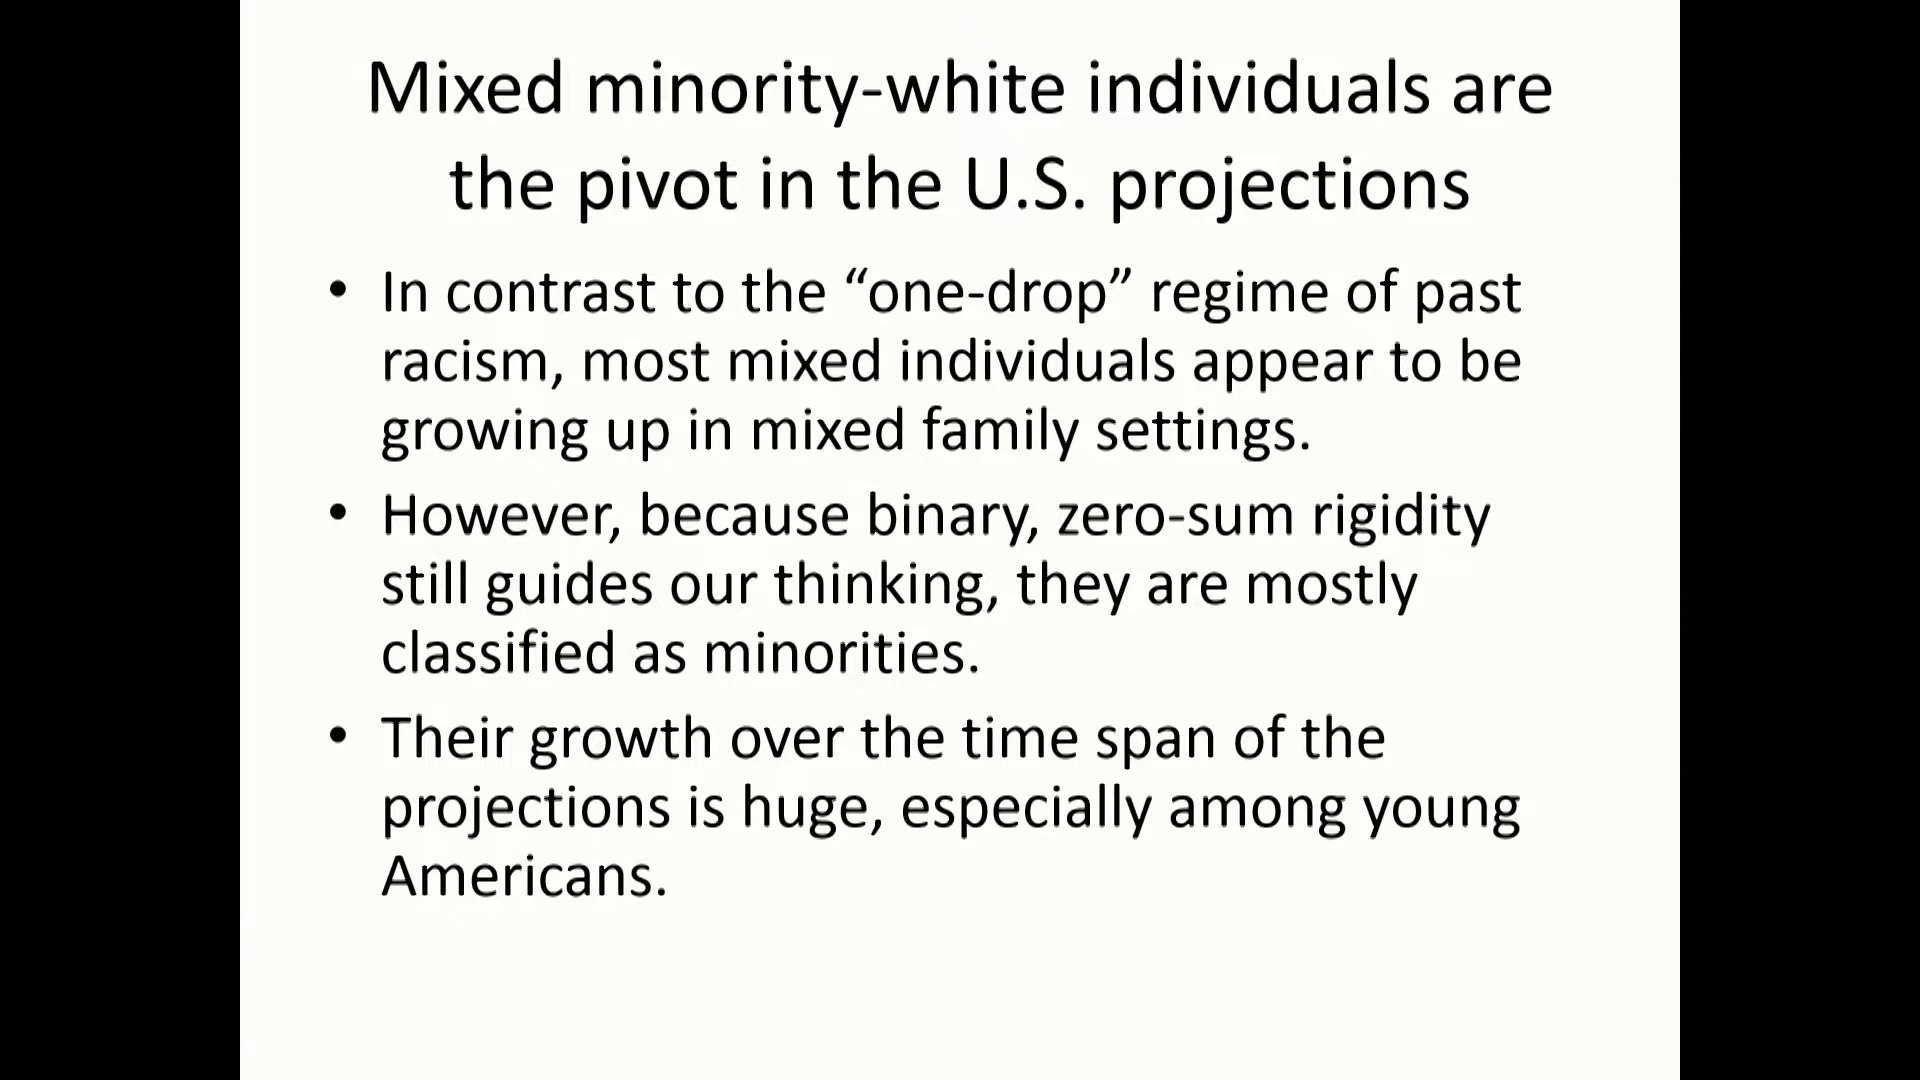 Mixed minority-white individuals are
the pivot in the U.S. projections
• In contrast to the “one-drop” regime of past
racism, most mixed individuals appear to be
growing up in mixed family settings.
• However, because binary, zero-sum rigidity
still guides our thinking, they are mostly
classified as minorities.
• Their growth over the time span of the
projections is huge, especially among young
Americans.